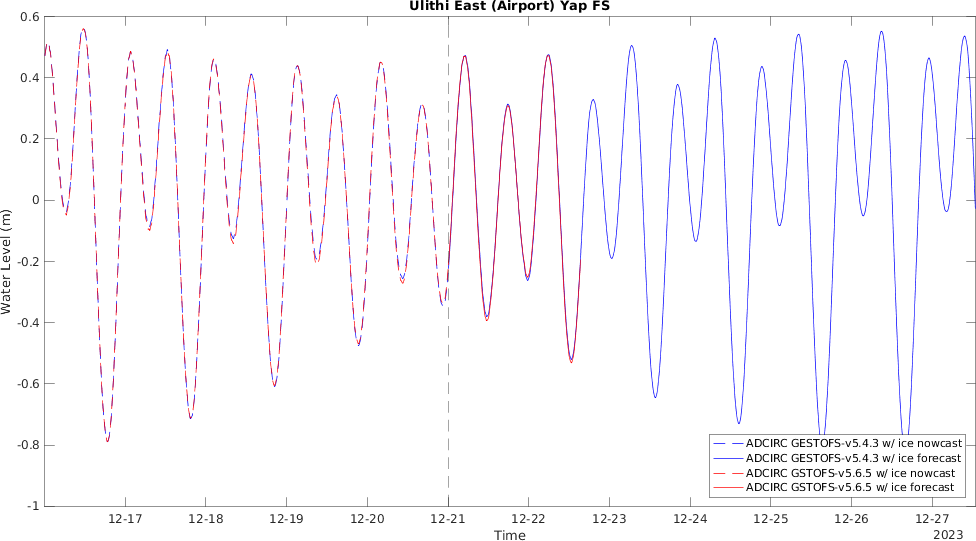 Ulithi East (Airport) Yap FS
0.6
0.4
0.2
0
-0.2
-0.4
-0.6
-0.8
-1
Water Level (m)
ADCIRC GESTOFS-v5.4.3 w/ ice nowcast
ADCIRC GESTOFS-v5.4.3 w/ ice forecast
ADCIRC GSTOFS-v5.6.5 w/ ice nowcast
ADCIRC GSTOFS-v5.6.5 w/ ice forecast
12-17 12-18 12-19 12-20 12-21 12-22 12-23 12-24 12-25 12-26 12-27
Time
2023